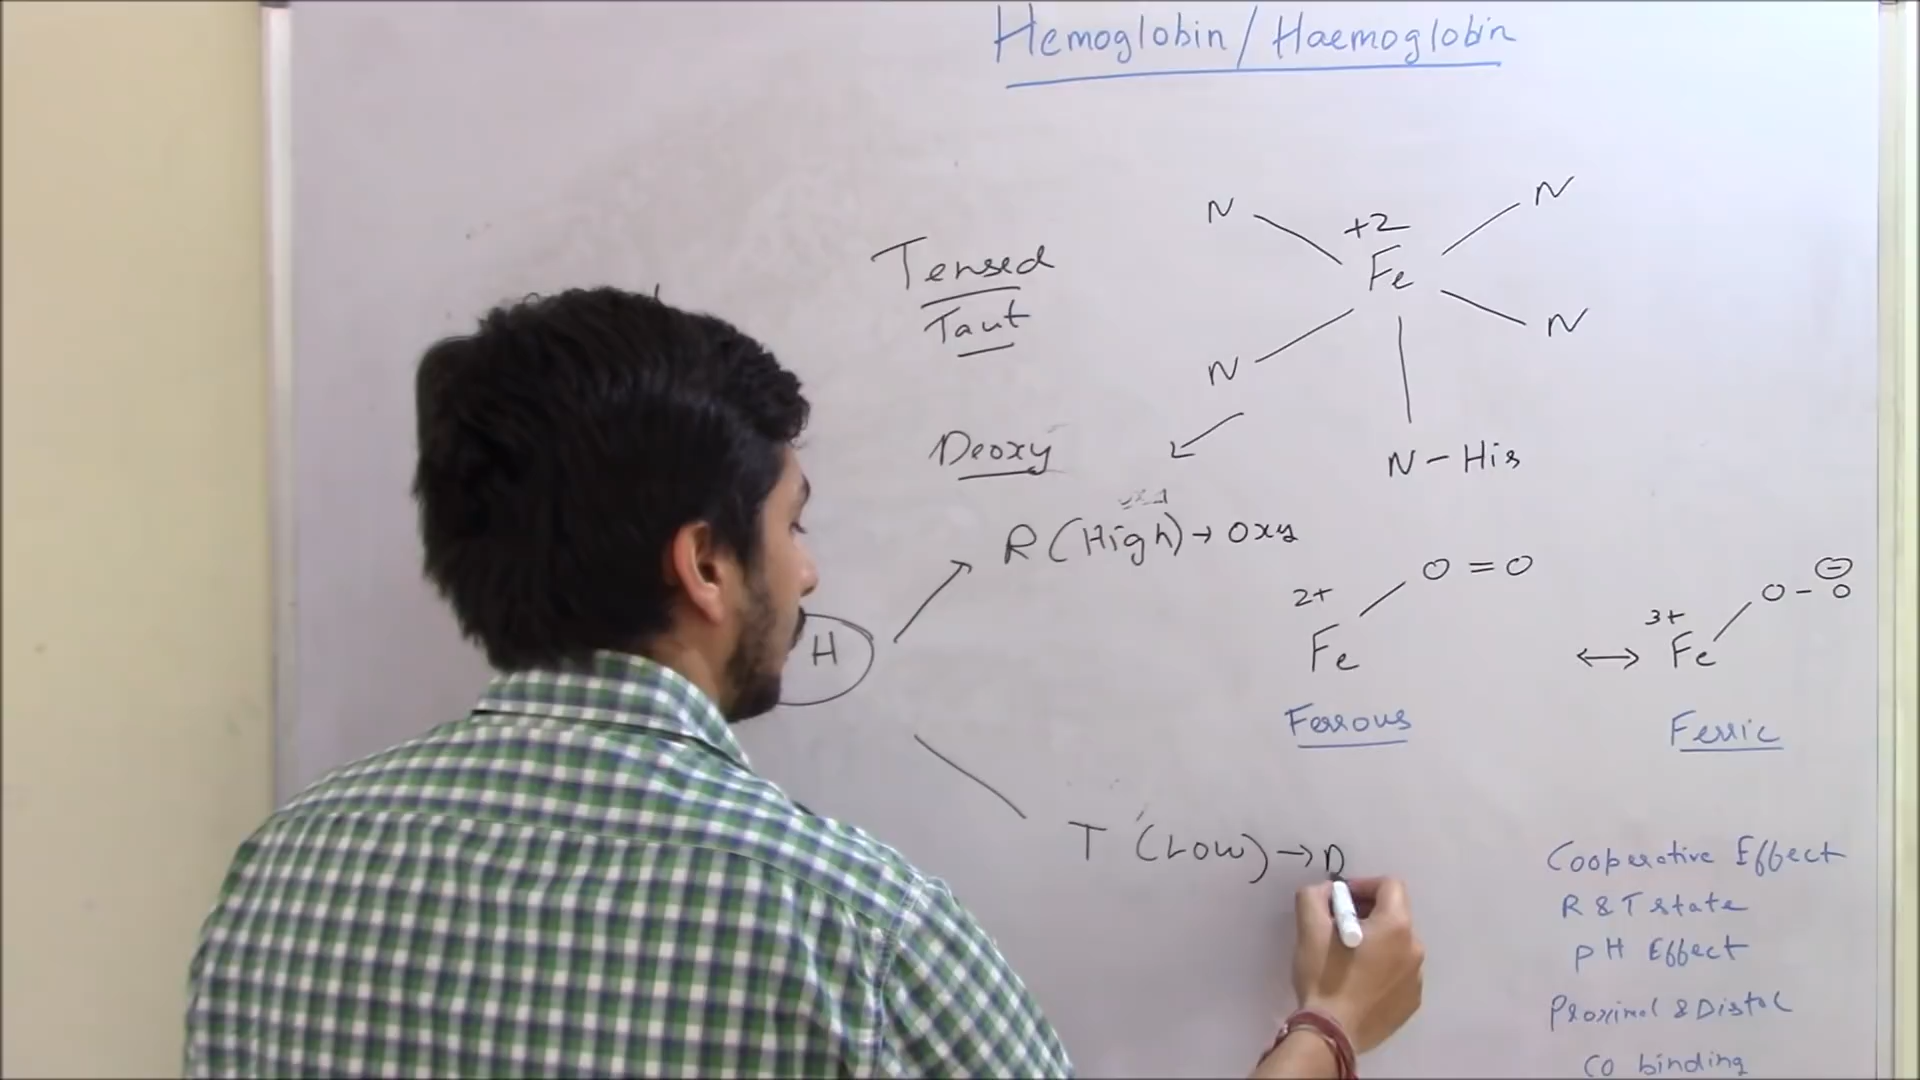 Hemoglobin / Haemoglobin
N
N
+2
Fe
Tensed
Taut
N
N
Deoxy
N - His
R (High) → Oxy
2+
Fe
O = O
↔
3+
Fe
O - O
⊖
H
Ferrous
Ferric
T (Low) → D
Cooperative Effect
R & T state
pH Effect
Proximal & Distal
CO binding